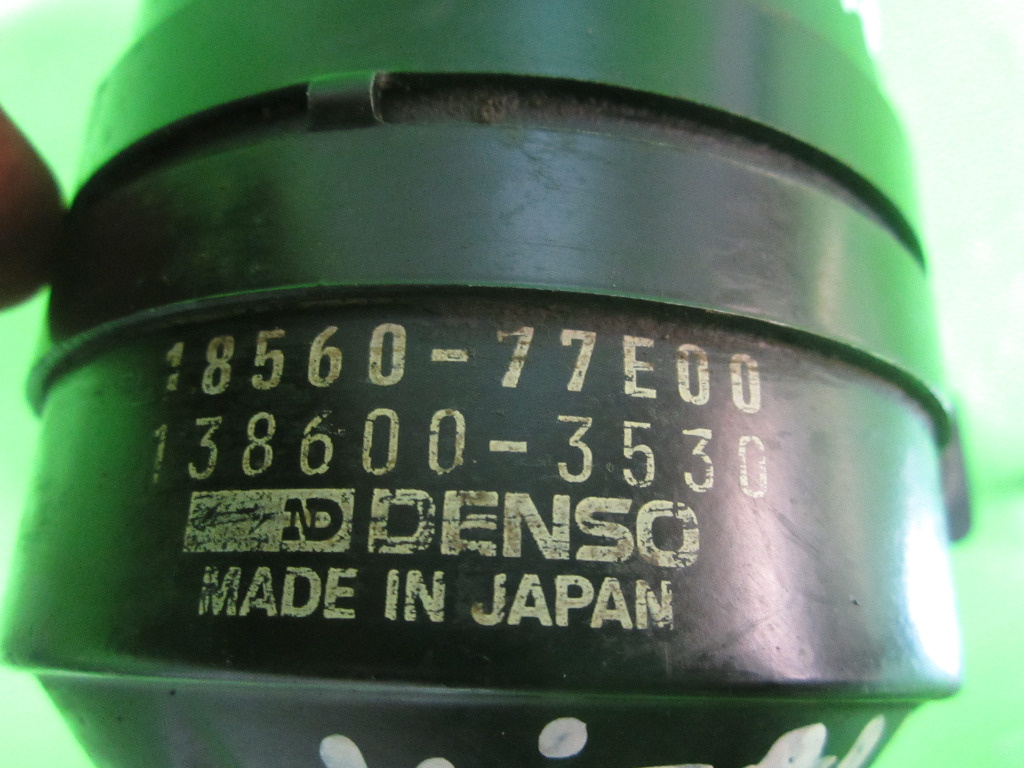 18560-77E00
138600-3530
ND DENSO
MADE IN JAPAN